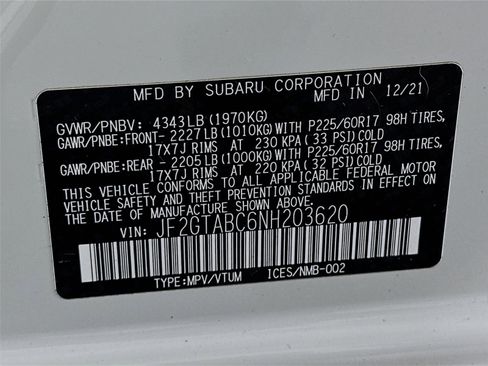 MFD BY SUBARU CORPORATION IN 12/21
GVWR/PNBV: 4343LB(1970KG)
GAWR/PNBE:FRONT- 2227LB(1010KG)WITH P225/60R17 98H TIRES,
17X7J RIMS AT 230 KPA(33 PSI)COLD
GAWR/PNBE:REAR - 2205LB(1000KG)WITH P225/60R17 98H TIRES,
17X7J RIMS AT 220 KPA(32 PSI)COLD
THIS VEHICLE CONFORMS TO ALL APPLICABLE FEDERAL MOTOR
VEHICLE SAFETY AND THEFT PREVENTION STANDARDS IN EFFECT
ON THE DATE OF MANUFACTURE SHOWN ABOVE.
VIN: JF2GTABC6NH203620
TYPE:MPV/VTUM ICES/NMB-002